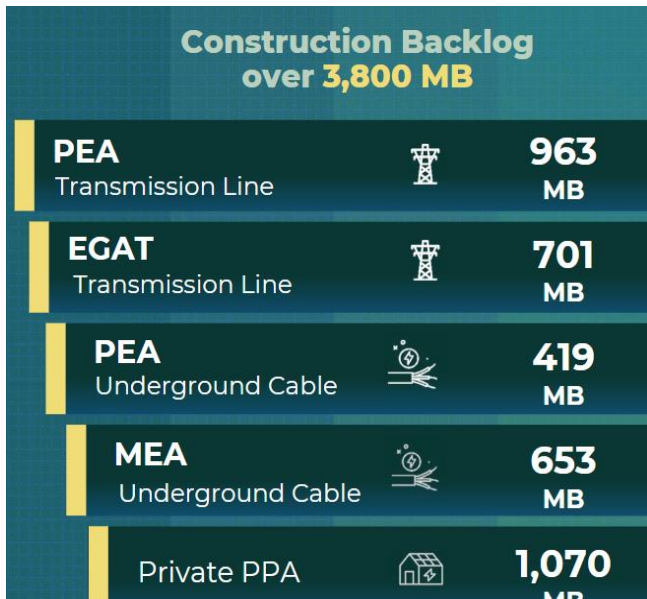 Construction Backlog
over 3,800 MB
PEA
Transmission Line
963
MB
EGAT
Transmission Line
701
MB
PEA
Underground Cable
419
MB
MEA
Underground Cable
653
MB
Private PPA
1,070
MB